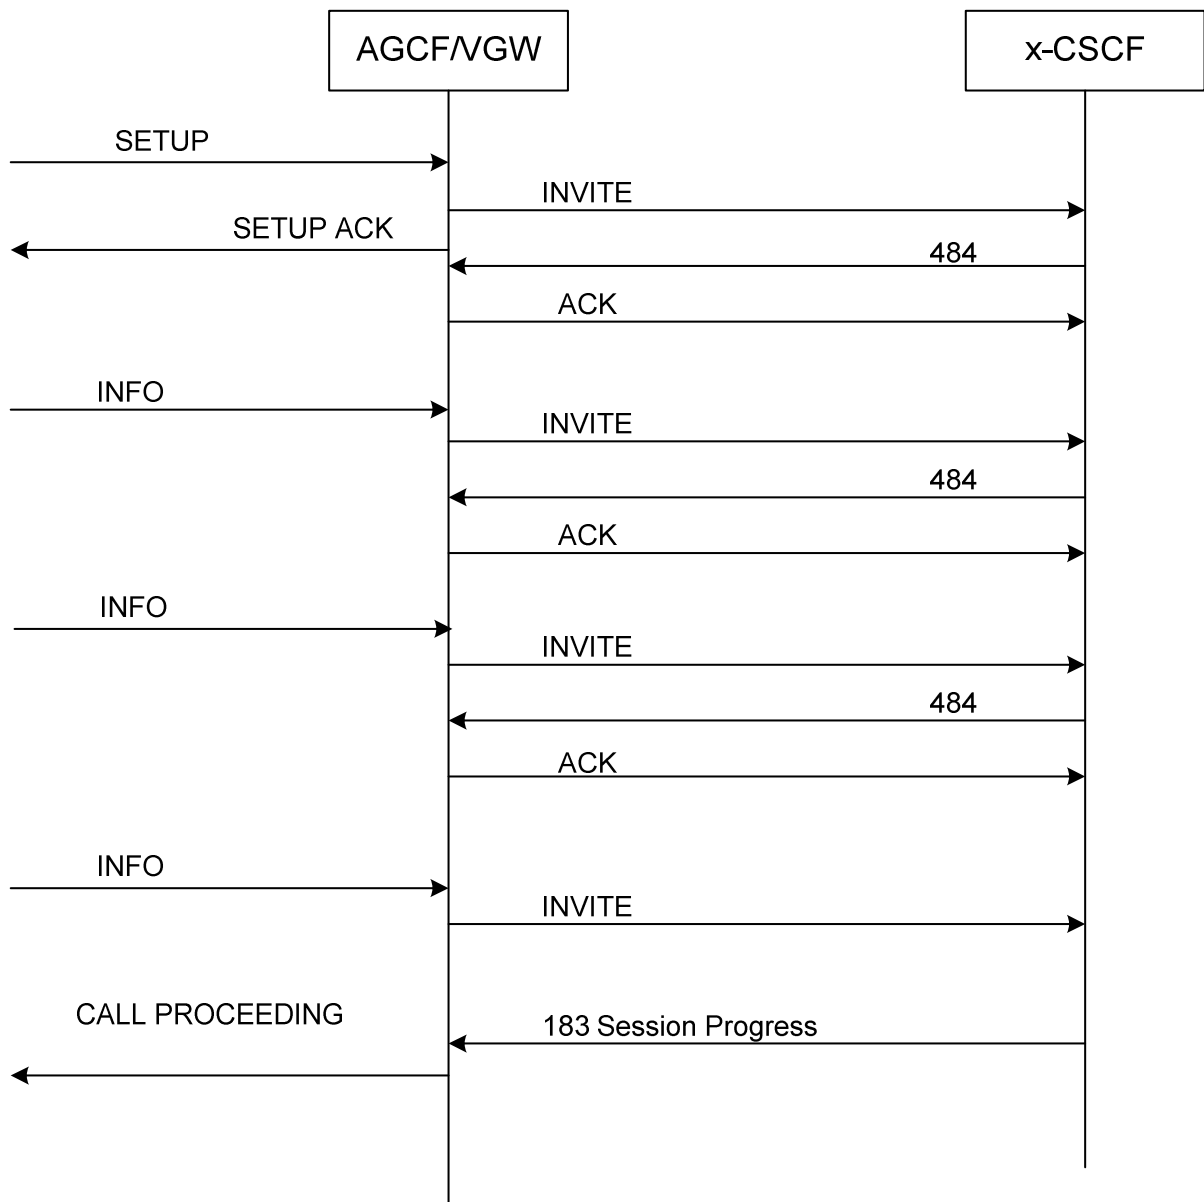 AGCF/VGW
x-CSCF
SETUP
INVITE
SETUP ACK
484
ACK
INFO
INVITE
484
ACK
INFO
INVITE
484
ACK
INFO
INVITE
CALL PROCEEDING
183 Session Progress